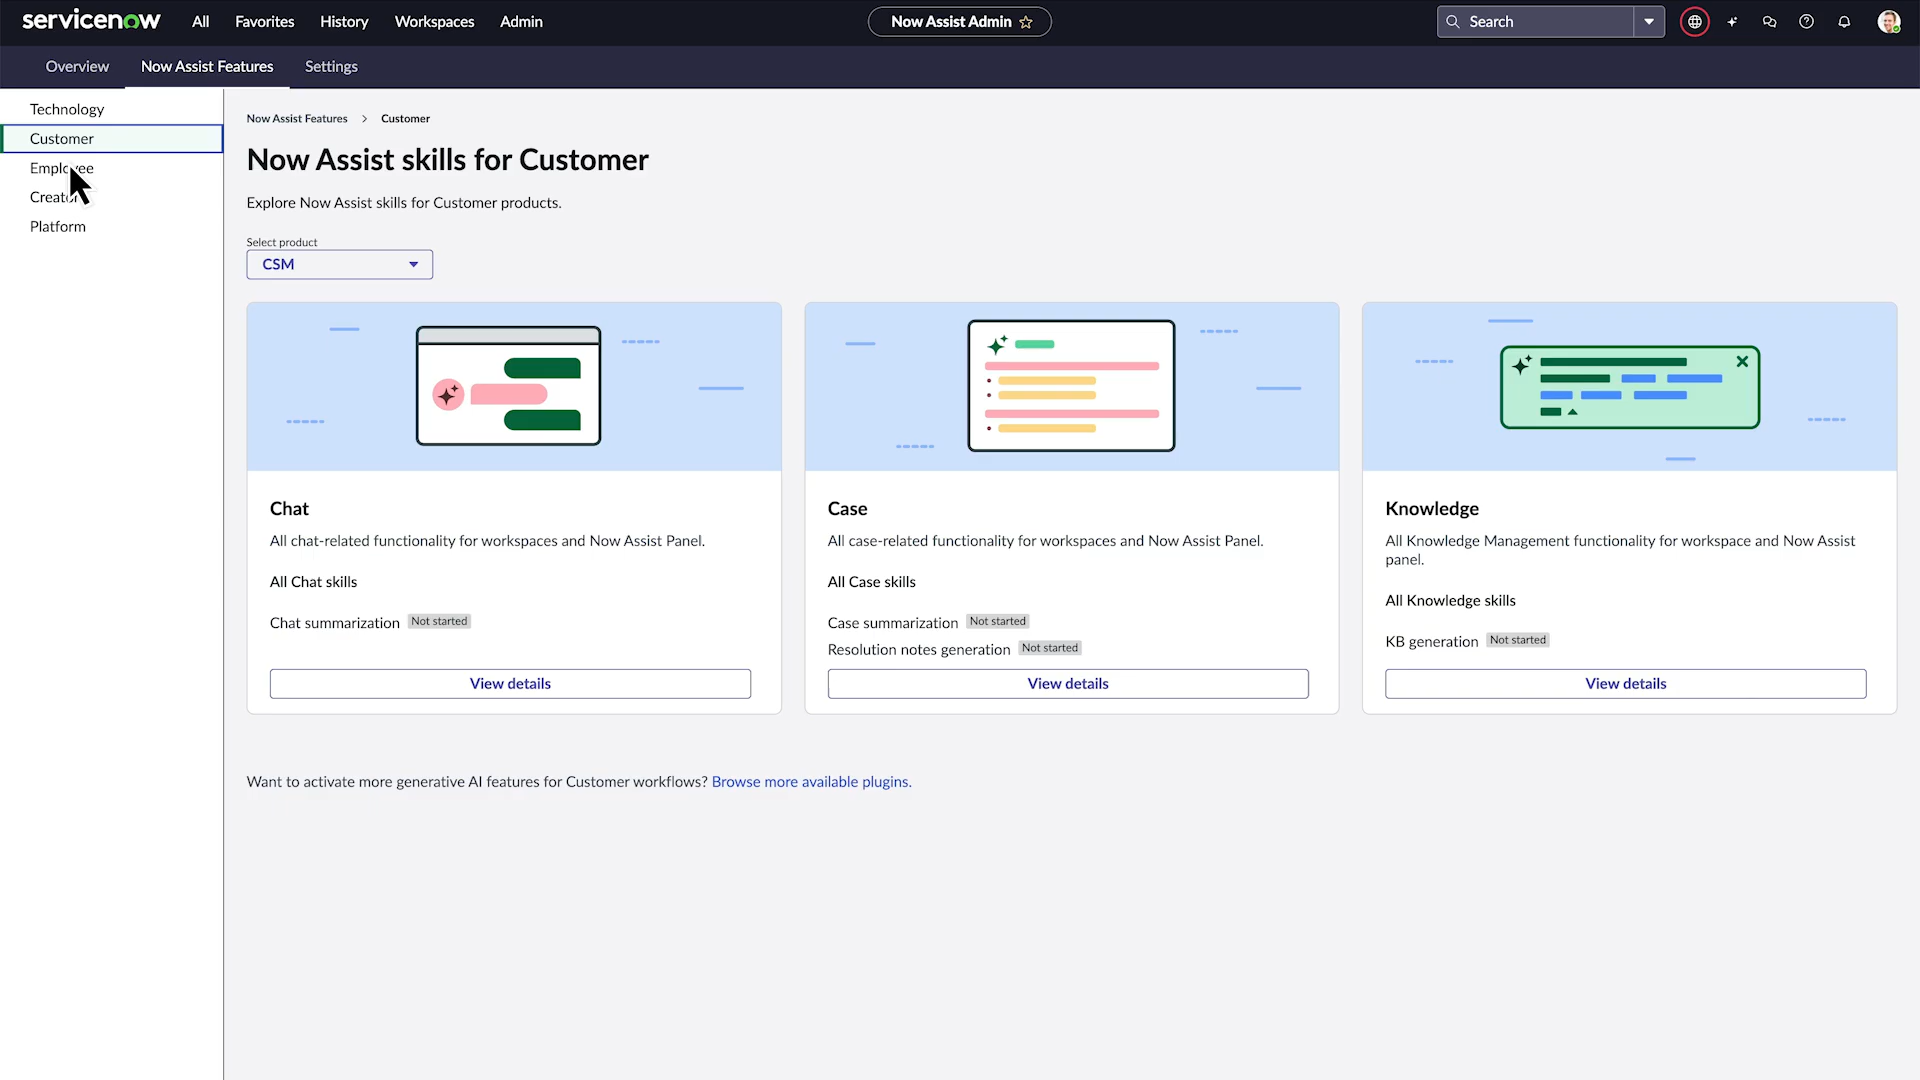 servicenow All Favorites History Workspaces Admin Now Assist Admin Search
Overview Now Assist Features Settings
Technology
Customer
Employee
Creator
Platform
Now Assist Features > Customer
Now Assist skills for Customer
Explore Now Assist skills for Customer products.
Select product
CSM
Chat
All chat-related functionality for workspaces and Now Assist Panel.
All Chat skills
Chat summarization Not started
View details
Case
All case-related functionality for workspaces and Now Assist Panel.
All Case skills
Case summarization Not started
Resolution notes generation Not started
View details
Knowledge
All Knowledge Management functionality for workspace and Now Assist
panel.
All Knowledge skills
KB generation Not started
View details
Want to activate more generative AI features for Customer workflows? Browse more available plugins.